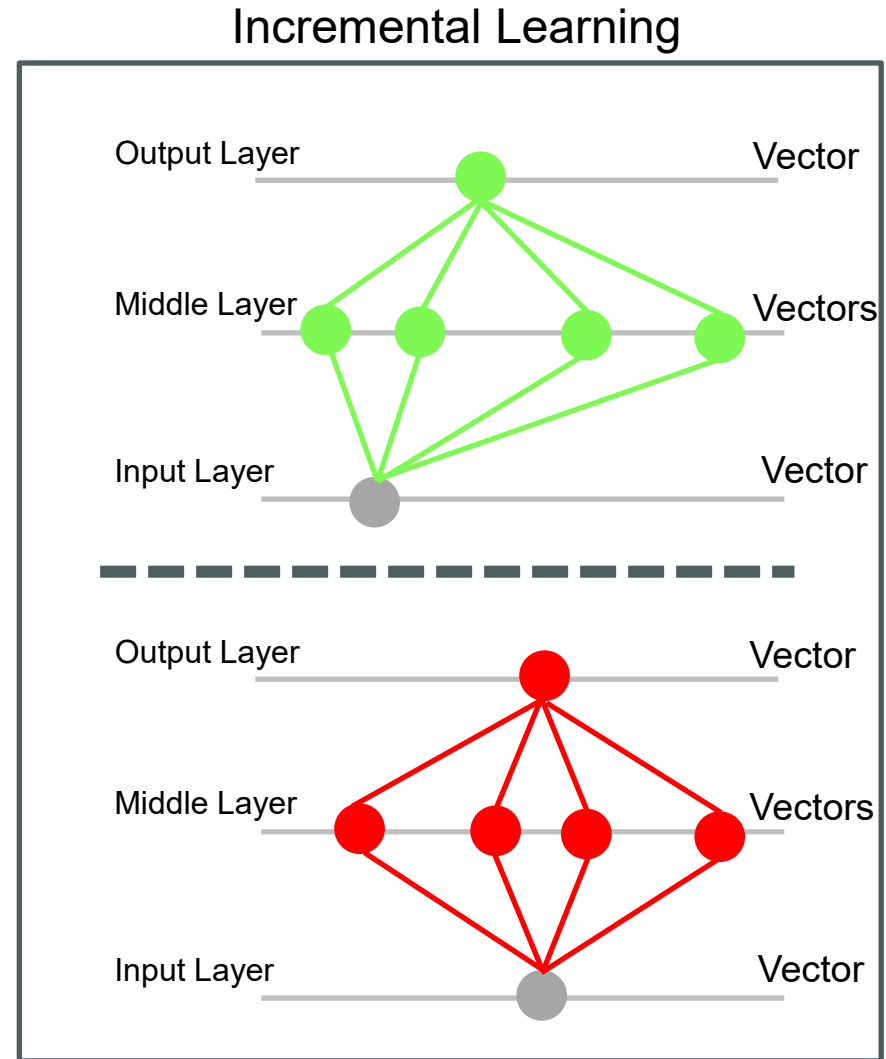 Incremental Learning
Output Layer Vector
Middle Layer Vectors
Input Layer Vector
Output Layer Vector
Middle Layer Vectors
Input Layer Vector